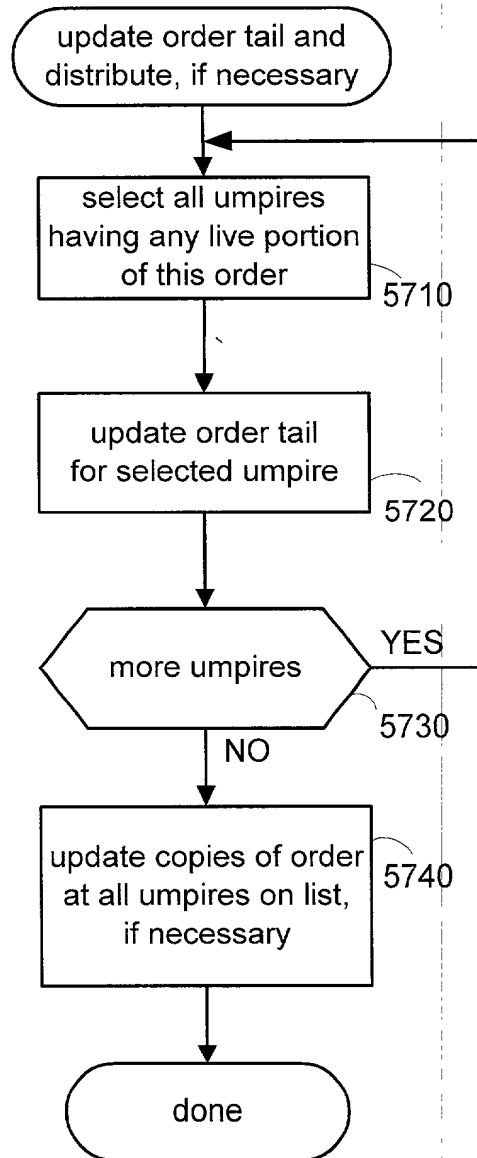 update order tail and
distribute, if necessary
select all umpires
having any live portion
of this order
5710
update order tail
for selected umpire
5720
more umpires
YES
5730
NO
update copies of order
at all umpires on list,
if necessary
5740
done